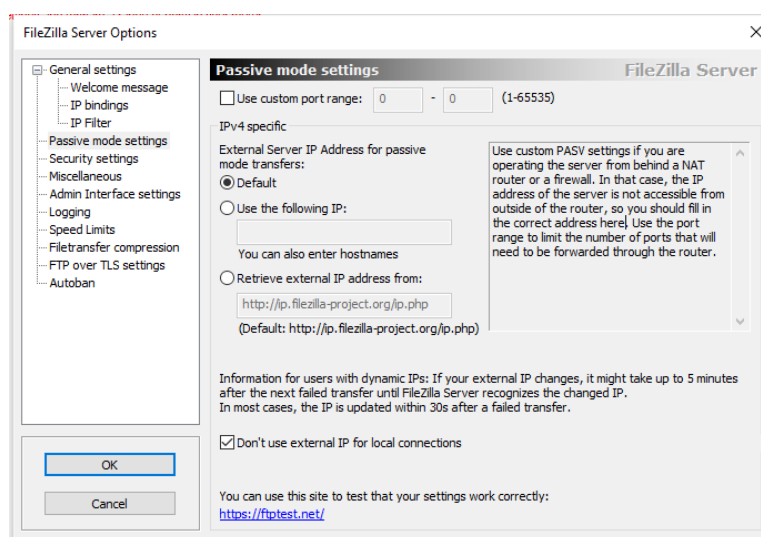 FileZilla Server Options
General settings
Welcome message
IP bindings
IP Filter
Passive mode settings
Security settings
Miscellaneous
Admin Interface settings
Logging
Speed Limits
Filetransfer compression
FTP over TLS settings
Autoban
OK
Cancel
Passive mode settings
FileZilla Server
Use custom port range: 0 - 0 (1-65535)
IPv4 specific
External Server IP Address for passive
mode transfers:
Default
Use the following IP:
You can also enter hostnames
Retrieve external IP address from:
http://ip.filezilla-project.org/ip.php
(Default: http://ip.filezilla-project.org/ip.php)
Use custom PASV settings if you are
operating the server from behind a NAT
router or a firewall. In that case, the IP
address of the server is not accessible from
outside of the router, so you should fill in
the correct address here. Use the port
range to limit the number of ports that will
need to be forwarded through the router.
Information for users with dynamic IPs: If your external IP changes, it might take up to 5 minutes
after the next failed transfer until FileZilla Server recognizes the changed IP.
In most cases, the IP is updated within 30s after a failed transfer.
Don't use external IP for local connections
You can use this site to test that your settings work correctly:
https://ftptest.net/